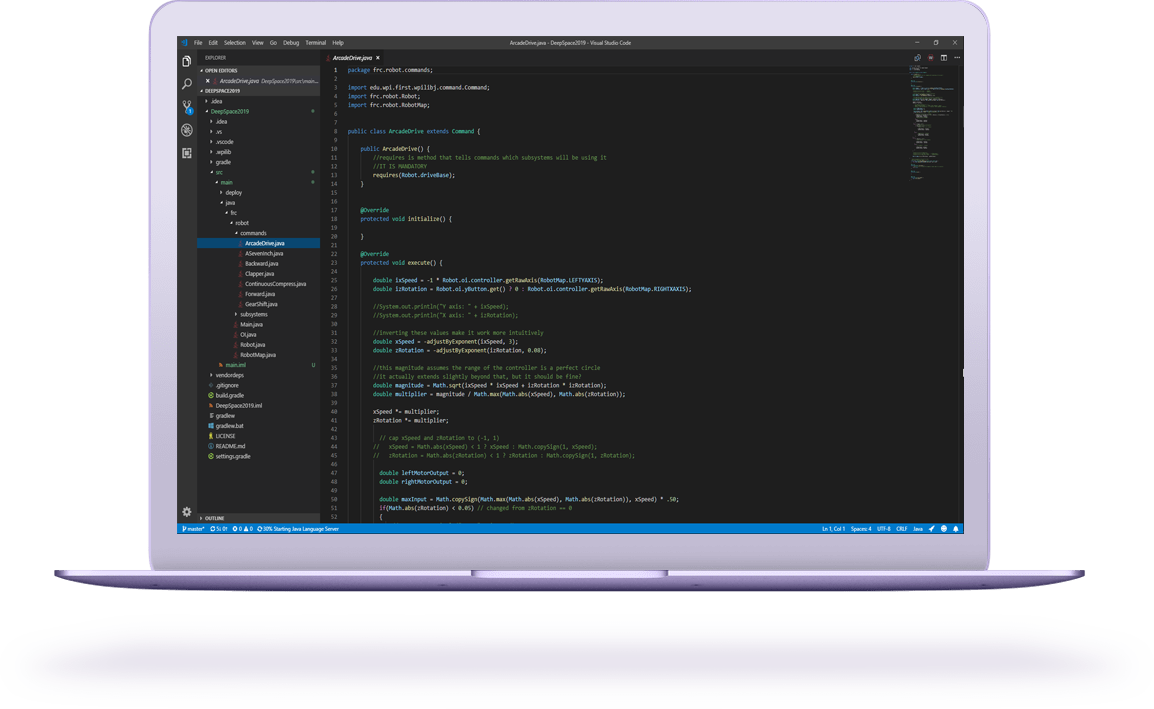 File Edit Selection View Go Debug Terminal Help
ArcadeDrive.java - DeepSpace2019 - Visual Studio Code
EXPLORER
OPEN EDITORS
ArcadeDrive.java DeepSpace2019\src\main...
DEEPSPACE2019
.idea
DeepSpace2019
.idea
.vs
.vscode
.wpilib
gradle
src
main
deploy
java
frc
robot
commands
ArcadeDrive.java
ASevenInch.java
Backward.java
Clapper.java
ContinuousCompress.java
Forward.java
GearShift.java
subsystems
Main.java
OI.java
Robot.java
RobotMap.java
main.iml U
vendordeps
.gitignore
build.gradle
DeepSpace2019.iml
gradlew
gradlew.bat
LICENSE
README.md
settings.gradle
OUTLINE
ArcadeDrive.java ×
1 package frc.robot.commands;
2
3 import edu.wpi.first.wpilibj.command.Command;
4 import frc.robot.Robot;
5 import frc.robot.RobotMap;
6
7
8 public class ArcadeDrive extends Command {
9
10 public ArcadeDrive() {
11 //requires is method that tells commands which subsystems will be using it
12 //IT IS MANDATORY
13 requires(Robot.driveBase);
14 }
15
16
17 @Override
18 protected void initialize() {
19
20 }
21
22 @Override
23 protected void execute() {
24
25 double ixSpeed = -1 * Robot.oi.controller.getRawAxis(RobotMap.LEFTYAXIS);
26 double izRotation = Robot.oi.yButton.get() ? 0 : Robot.oi.controller.getRawAxis(RobotMap.RIGHTXAXIS);
27
28 //System.out.println("Y axis: " + ixSpeed);
29 //System.out.println("X axis: " + izRotation);
30
31 //inverting these values make it work more intuitively
32 double xSpeed = -adjustByExponent(ixSpeed, 3);
33 double zRotation = -adjustByExponent(izRotation, 0.08);
34
35 //this magnitude assumes the range of the controller is a perfect circle
36 //it actually extends slightly beyond that, but it should be fine?
37 double magnitude = Math.sqrt(ixSpeed * ixSpeed + izRotation * izRotation);
38 double multiplier = magnitude / Math.max(Math.abs(xSpeed), Math.abs(zRotation));
39
40 xSpeed *= multiplier;
41 zRotation *= multiplier;
42
43 // cap xSpeed and zRotation to (-1, 1)
44 // xSpeed = Math.abs(xSpeed) < 1 ? xSpeed : Math.copySign(1, xSpeed);
45 // zRotation = Math.abs(zRotation) < 1 ? zRotation : Math.copySign(1, zRotation);
46
47 double leftMotorOutput = 0;
48 double rightMotorOutput = 0;
49
50 double maxInput = Math.copySign(Math.max(Math.abs(xSpeed), Math.abs(zRotation)), xSpeed) * .50;
51 if(Math.abs(zRotation) < 0.05) // changed from zRotation == 0
52 {
master* 5↓ 0↑ 0 0 30% Starting Java Language Server
Ln 1, Col 1 Spaces: 4 UTF-8 CRLF Java